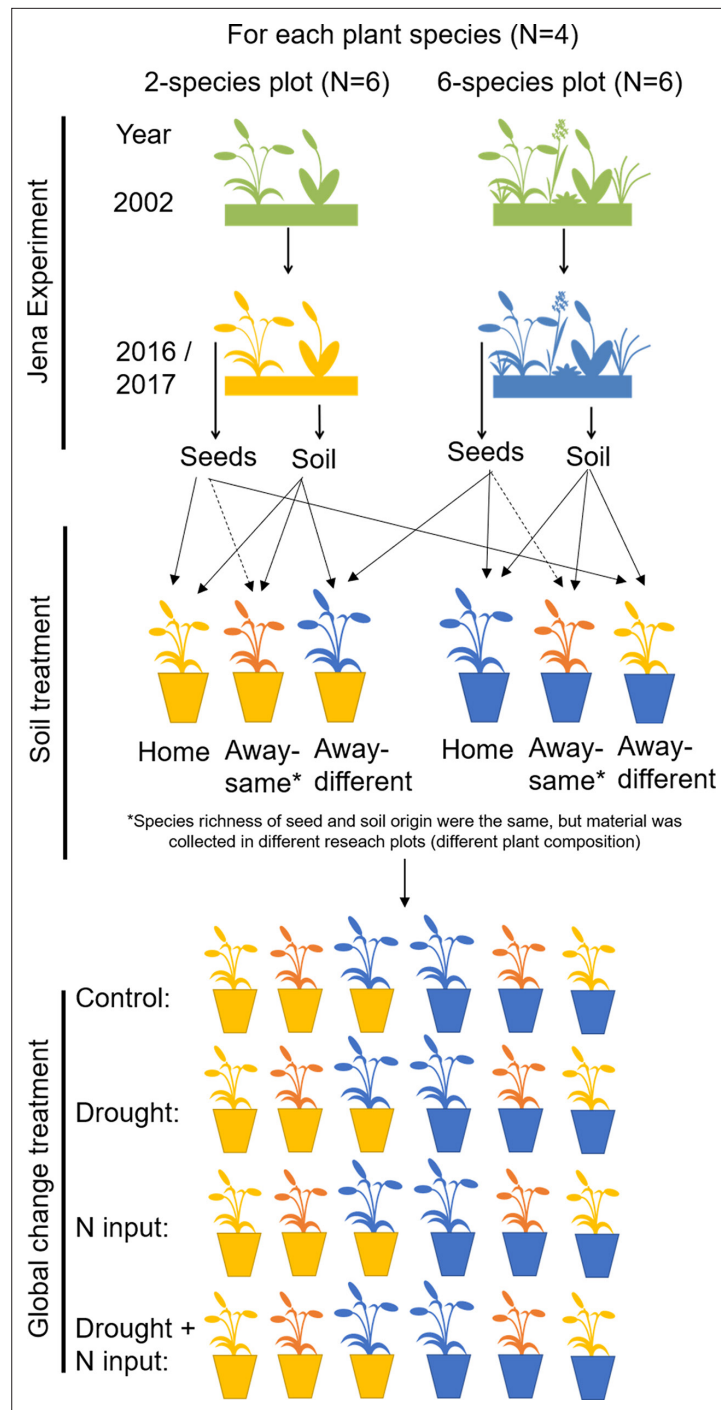 For each plant species (N=4)
2-species plot (N=6) 6-species plot (N=6)
Jena Experiment
Year
2002
2016 /
2017
Seeds Soil Seeds Soil
Soil treatment
Home Away- Away- Home Away- Away-
same* different same* different
*Species richness of seed and soil origin were the same, but material was
collected in different reseach plots (different plant composition)
Global change treatment
Control:
Drought:
N input:
Drought +
N input: